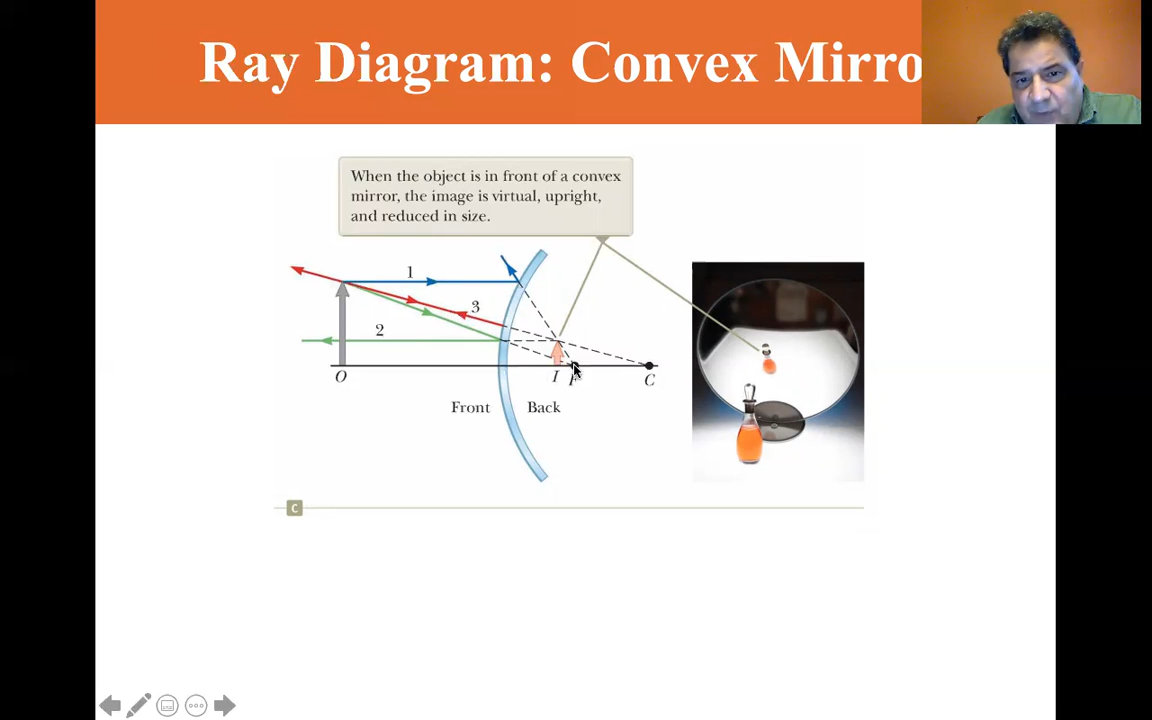 Ray Diagram: Convex Mirro
When the object is in front of a convex
mirror, the image is virtual, upright,
and reduced in size.
1
3
2
O
I
F
C
Front
Back
C